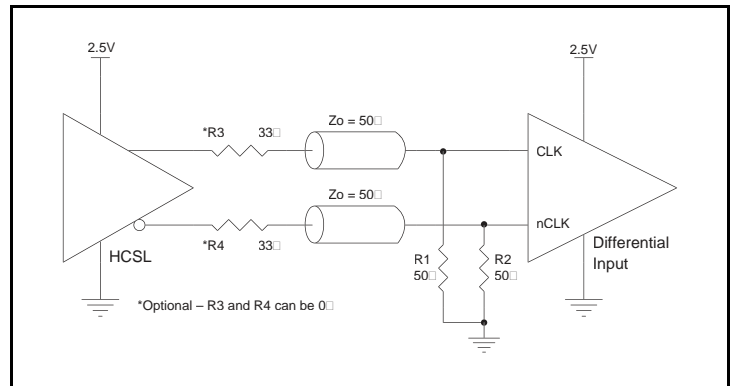 2.5V
2.5V
*R3 33□
Zo = 50□
CLK
Zo = 50□
nCLK
*R4 33□
HCSL
R1
50□
R2
50□
Differential
Input
*Optional – R3 and R4 can be 0□